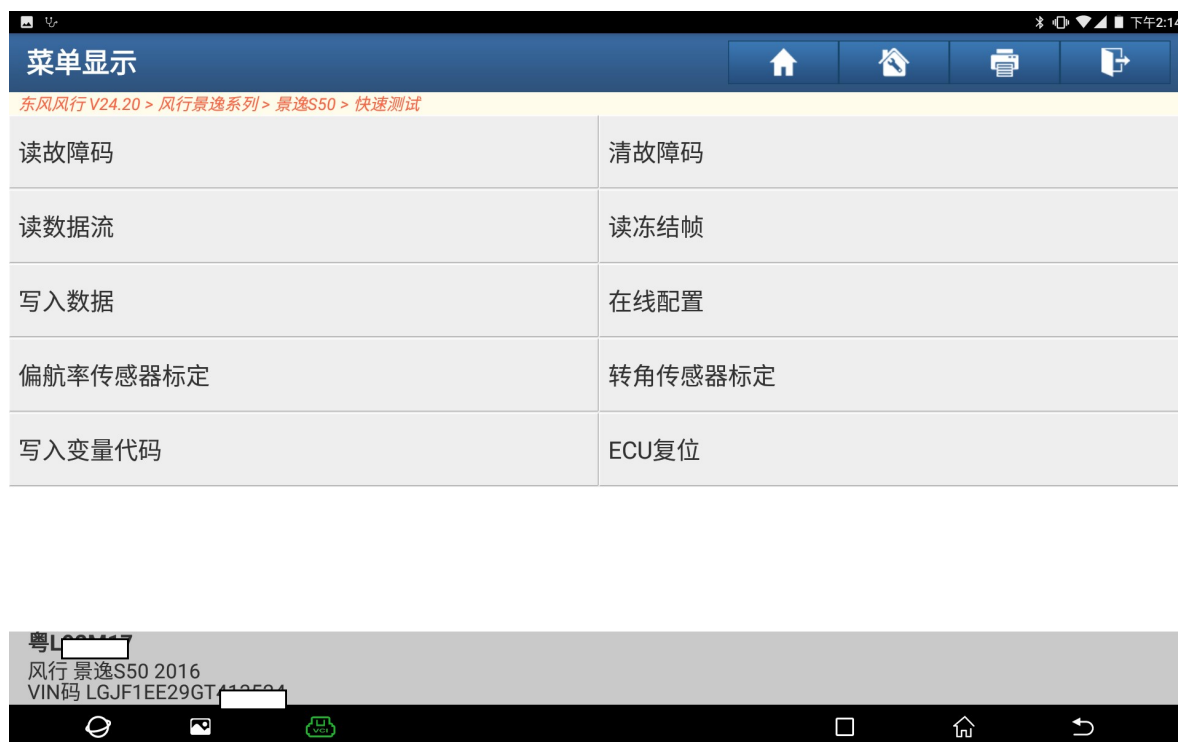 下午2:14
菜单显示
东风风行 V24.20 > 风行景逸系列 > 景逸S50 > 快速测试
读故障码 清故障码
读数据流 读冻结帧
写入数据 在线配置
偏航率传感器标定 转角传感器标定
写入变量代码 ECU复位
粤L
风行 景逸S50 2016
VIN码 LGJF1EE29GT
VCI